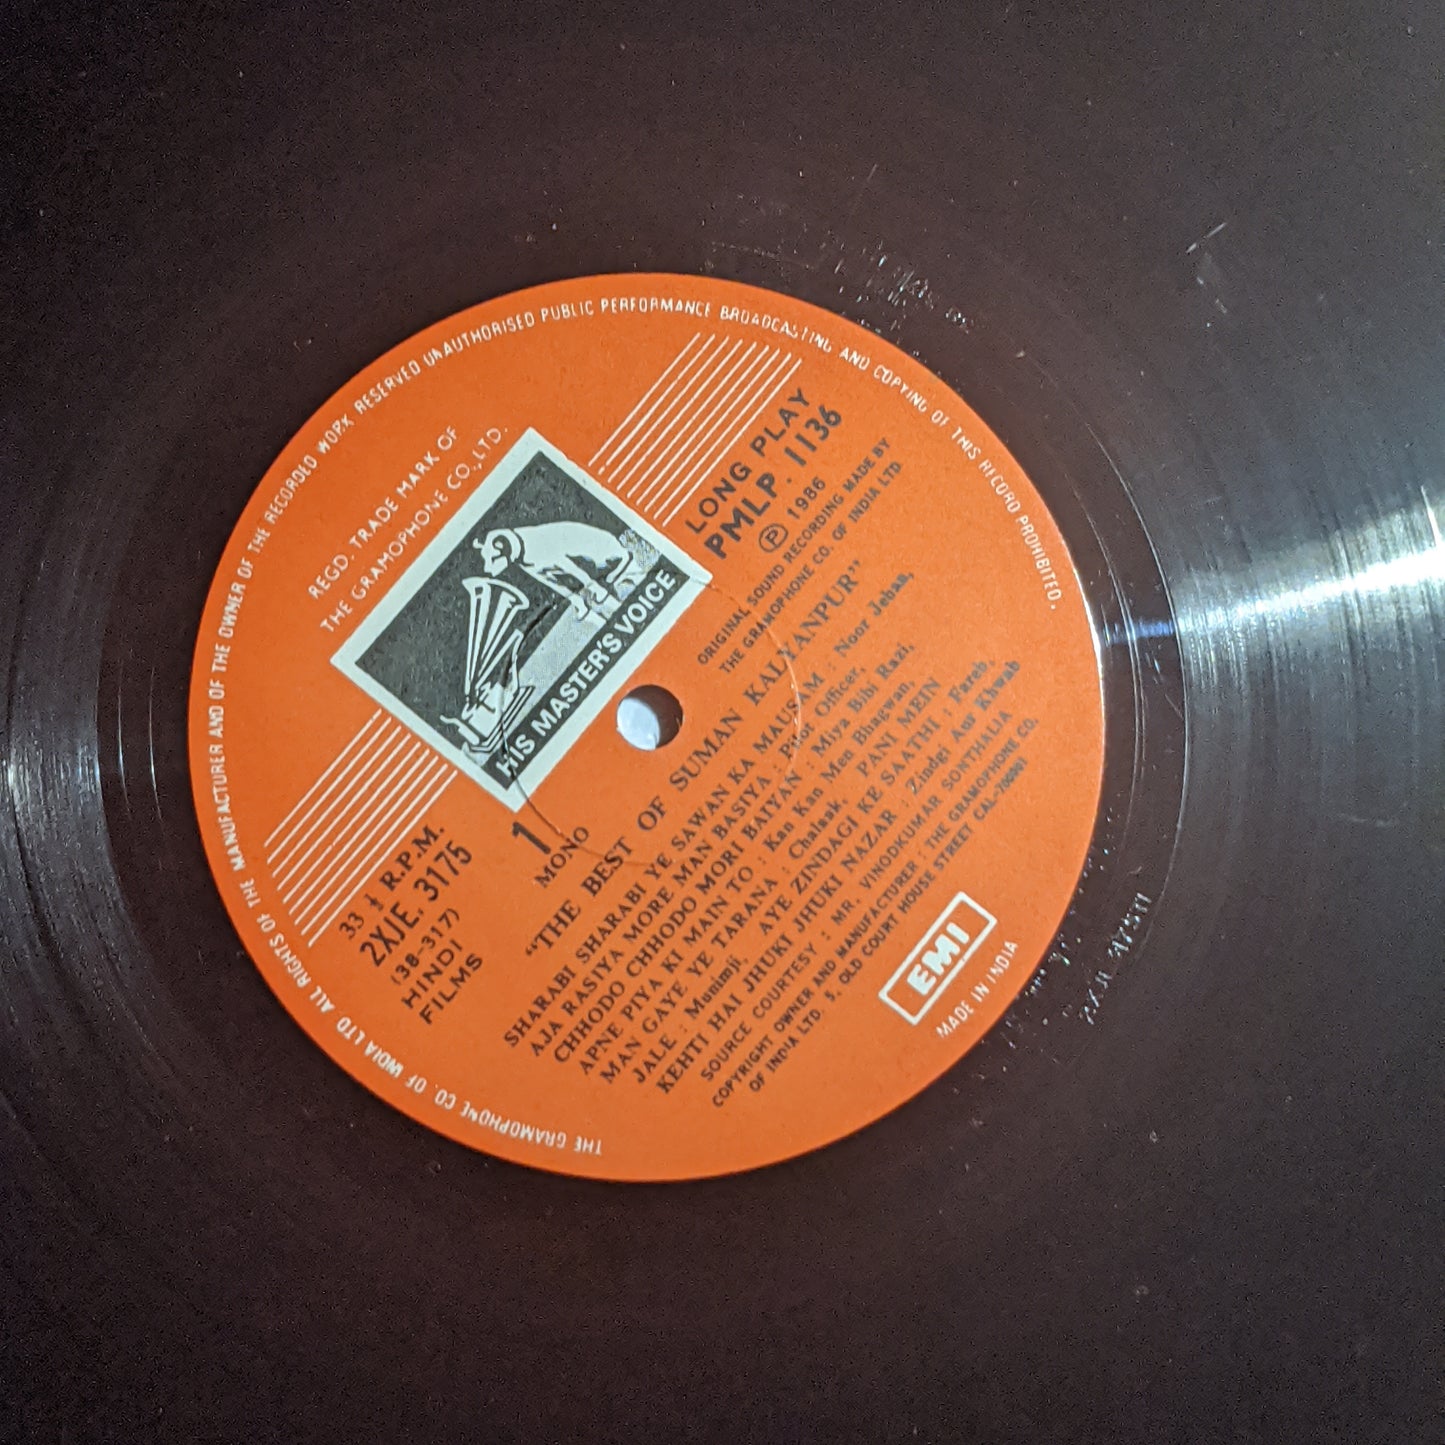 THE GRAMOPHONE CO. OF INDIA LTD ALL RIGHTS OF THE MANUFACTURER AND OF THE OWNER OF THE RECORDED WORK RESERVED UNAUTHORISED PUBLIC PERFORMANCE BROADCASTING AND COPYING OF THIS RECORD PROHIBITED.
REGD. TRADE MARK OF
THE GRAMOPHONE CO., LTD.
HIS MASTER'S VOICE
LONG PLAY
PMLP. 1136
Ⓟ 1986
ORIGINAL SOUND RECORDING MADE BY
THE GRAMOPHONE CO. OF INDIA LTD
33 ⅓ R.P.M.
2XJE. 3175
(38-317)
HINDI
FILMS
1
MONO
"THE BEST OF SUMAN KALYANPUR"
SHARABI SHARABI YE SAWAN KA MAUSAM : Noor Jehan,
AJA RASIYA MORE MAN BASIYA : Pilot Officer,
CHHODO CHHODO MORI BAIYAN : Miya Bibi Razi,
APNE PIYA KI MAIN TO : Kan Kan Men Bhagwan,
MAN GAYE YE TARANA : Chalaak, PANI MEIN
JALE : Munimji, AYE ZINDAGI KE SAATHI : Fareb,
KEHTI HAI JHUKI JHUKI NAZAR : Zindgi Aur Khwab
SOURCE COURTESY : MR. VINODKUMAR SONTHALIA
COPYRIGHT OWNER AND MANUFACTURER : THE GRAMOPHONE CO.
OF INDIA LTD. 5, OLD COURT HOUSE STREET CAL-700001
EMI
MADE IN INDIA